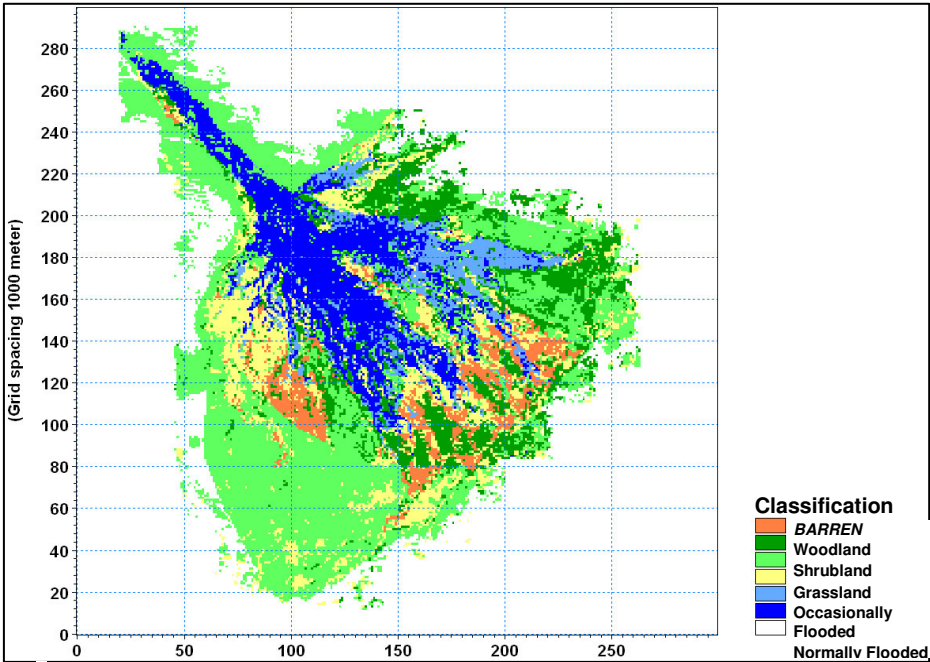 280
260
240
220
200
180
160
140
120
100
80
60
40
20
0
(Grid spacing 1000 meter)
0 50 100 150 200 250
Classification
BARREN
Woodland
Shrubland
Grassland
Occasionally
Flooded
Normally Flooded